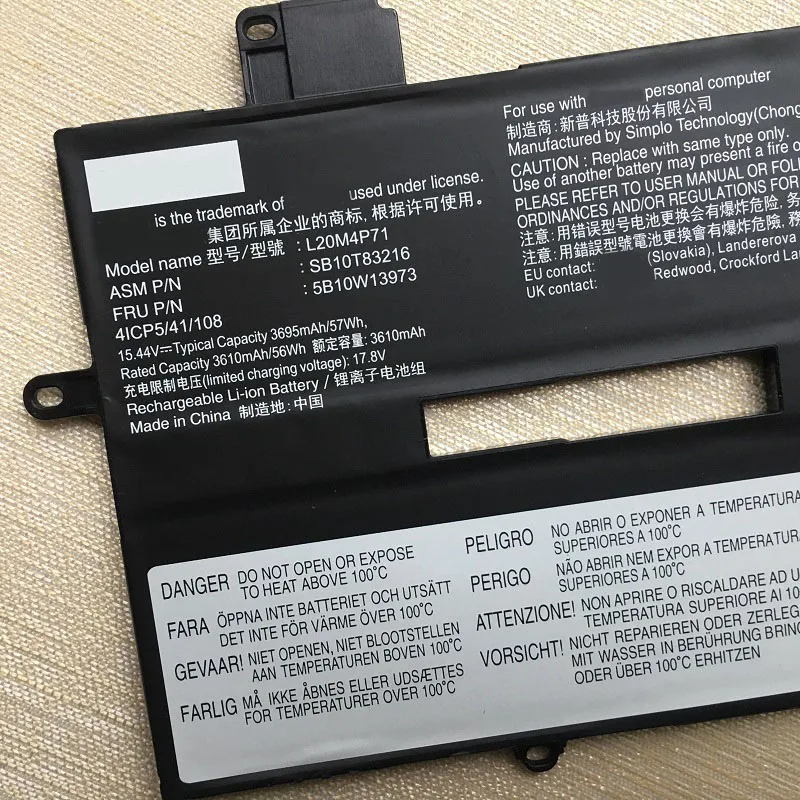 is the trademark of used under license.
集团所属企业的商标, 根据许可使用。
Model name 型号/型號 : L20M4P71
ASM P/N : SB10T83216
FRU P/N : 5B10W13973
4ICP5/41/108
15.44V⎓Typical Capacity 3695mAh/57Wh,
Rated Capacity 3610mAh/56Wh 额定容量: 3610mAh
充电限制电压(limited charging voltage): 17.8V
Rechargeable Li-ion Battery / 锂离子电池组
Made in China 制造地: 中国
For use with personal computer
制造商: 新普科技股份有限公司
Manufactured by Simplo Technology(Chong
CAUTION : Replace with same type only.
Use of another battery may present a fire o
PLEASE REFER TO USER MANUAL OR FOLL
ORDINANCES AND/OR REGULATIONS FOR
注意: 用错误型号电池更换会有爆炸危险, 务
注意: 用錯誤型號電池更換會有爆炸危險, 務
EU contact: (Slovakia), Landererova
UK contact: Redwood, Crockford La
DANGER DO NOT OPEN OR EXPOSE
TO HEAT ABOVE 100°C
FARA ÖPPNA INTE BATTERIET OCH UTSÄTT
DET INTE FÖR VÄRME ÖVER 100°C
GEVAAR! NIET OPENEN, NIET BLOOTSTELLEN
AAN TEMPERATUREN BOVEN 100°C
FARLIG MÅ IKKE ÅBNES ELLER UDSÆTTES
FOR TEMPERATURER OVER 100°C
PELIGRO NO ABRIR O EXPONER A TEMPERATURA
SUPERIORES A 100°C
PERIGO NÃO ABRIR NEM EXPOR A TEMPERATURA
SUPERIORES A 100°C
ATTENZIONE! NON APRIRE O RISCALDARE AD U
TEMPERATURA SUPERIORE AI 10
VORSICHT! NICHT REPARIEREN ODER ZERLEG
MIT WASSER IN BERÜHRUNG BRING
ODER ÜBER 100°C ERHITZEN